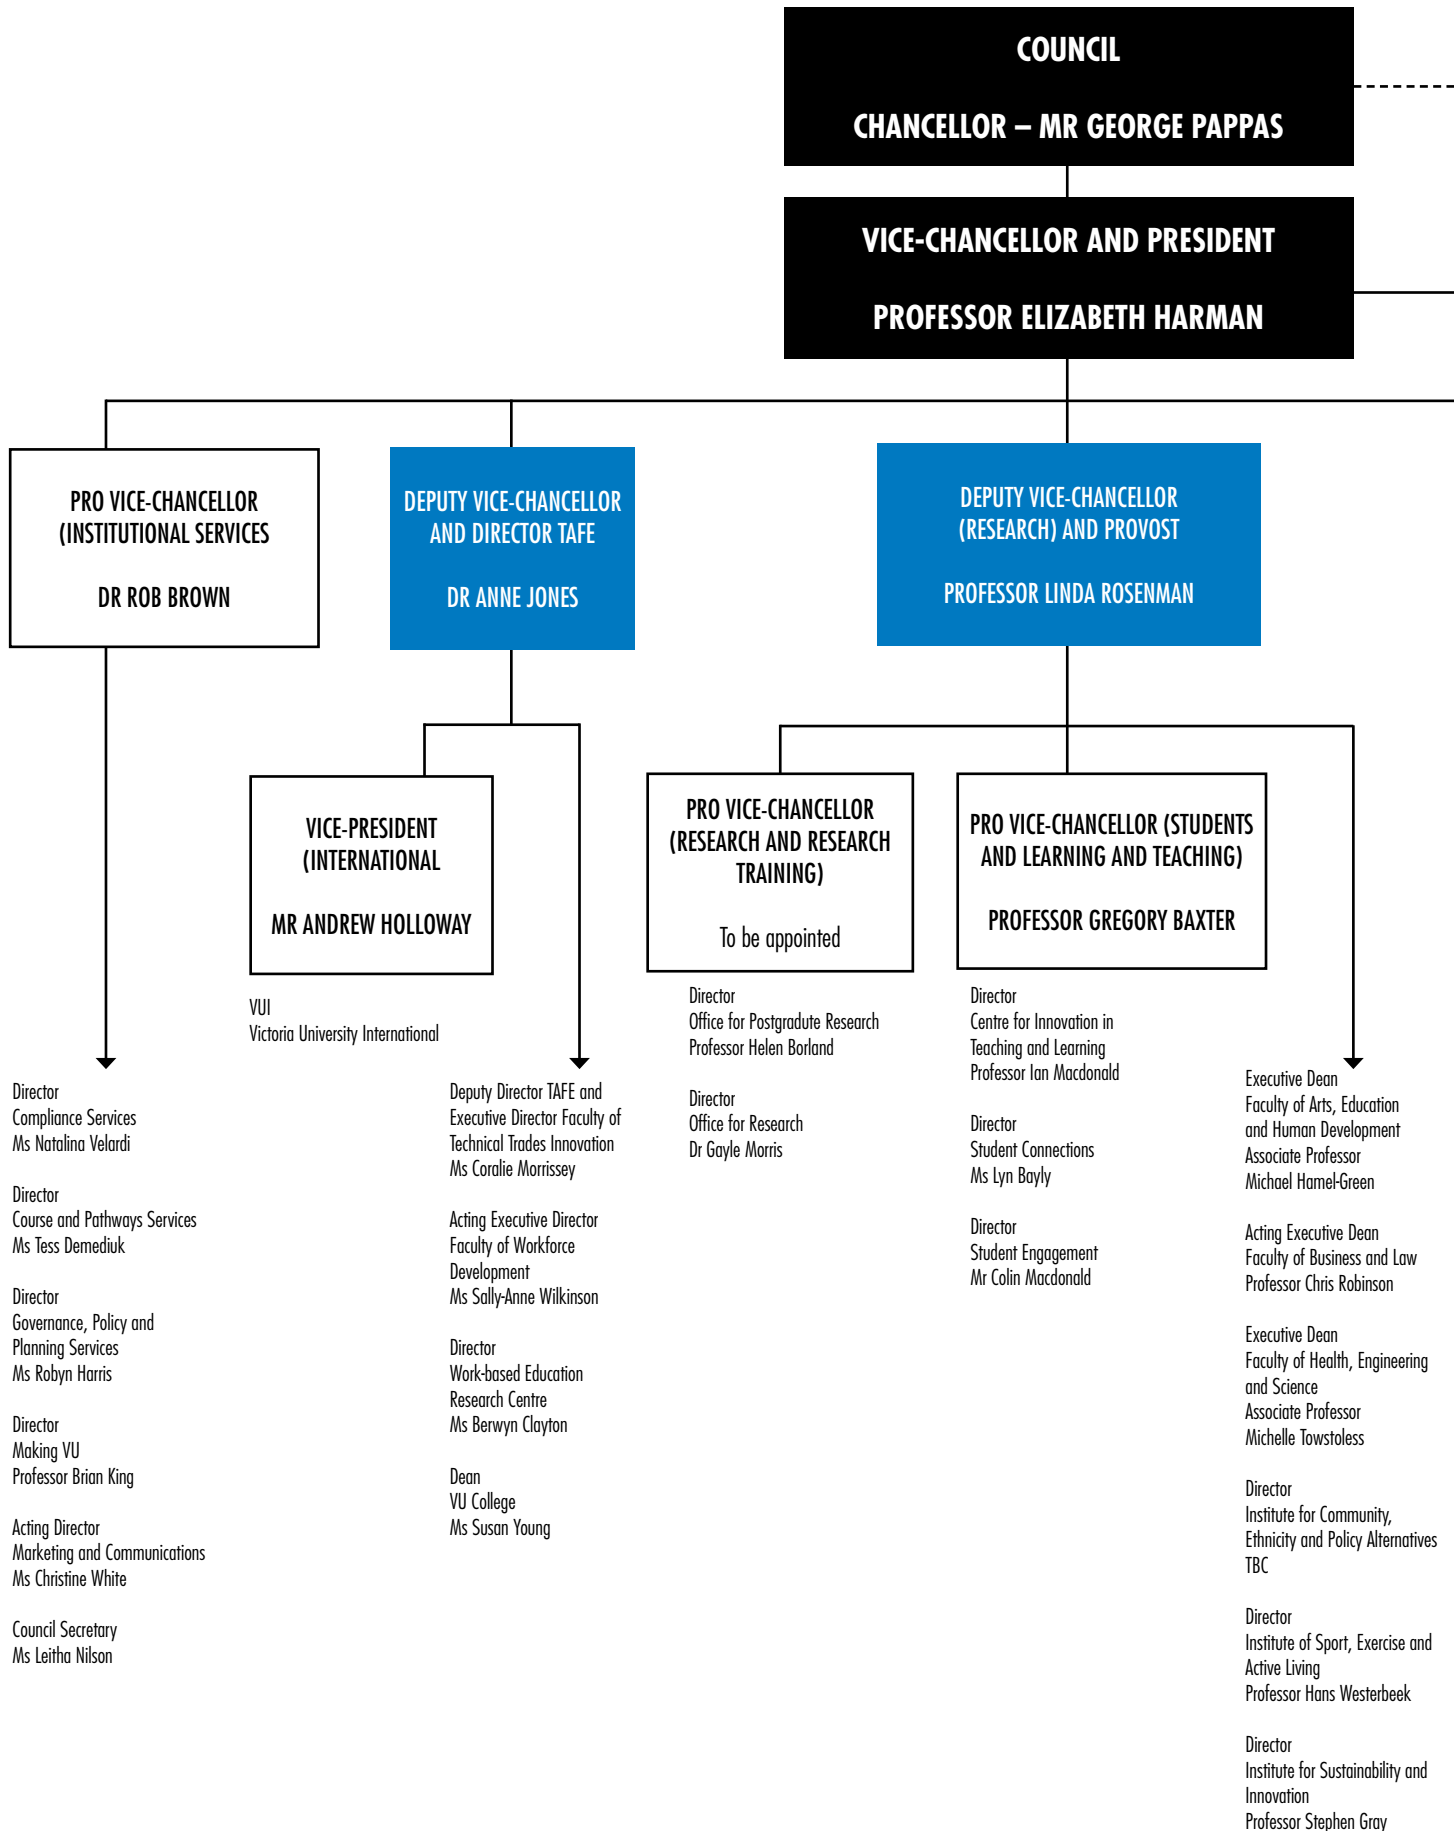 COUNCIL
CHANCELLOR – MR GEORGE PAPPAS
VICE-CHANCELLOR AND PRESIDENT
PROFESSOR ELIZABETH HARMAN
PRO VICE-CHANCELLOR
(INSTITUTIONAL SERVICES
DR ROB BROWN
DEPUTY VICE-CHANCELLOR
AND DIRECTOR TAFE
DR ANNE JONES
DEPUTY VICE-CHANCELLOR
(RESEARCH) AND PROVOST
PROFESSOR LINDA ROSENMAN
VICE-PRESIDENT
(INTERNATIONAL
MR ANDREW HOLLOWAY
PRO VICE-CHANCELLOR
(RESEARCH AND RESEARCH
TRAINING)
To be appointed
PRO VICE-CHANCELLOR (STUDENTS
AND LEARNING AND TEACHING)
PROFESSOR GREGORY BAXTER
Director
Compliance Services
Ms Natalina Velardi
Director
Course and Pathways Services
Ms Tess Demediuk
Director
Governance, Policy and
Planning Services
Ms Robyn Harris
Director
Making VU
Professor Brian King
Acting Director
Marketing and Communications
Ms Christine White
Council Secretary
Ms Leitha Nilson
VUI
Victoria University International
Deputy Director TAFE and
Executive Director Faculty of
Technical Trades Innovation
Ms Coralie Morrissey
Acting Executive Director
Faculty of Workforce
Development
Ms Sally-Anne Wilkinson
Director
Work-based Education
Research Centre
Ms Berwyn Clayton
Dean
VU College
Ms Susan Young
Director
Office for Postgradute Research
Professor Helen Borland
Director
Office for Research
Dr Gayle Morris
Director
Centre for Innovation in
Teaching and Learning
Professor Ian Macdonald
Director
Student Connections
Ms Lyn Bayly
Director
Student Engagement
Mr Colin Macdonald
Executive Dean
Faculty of Arts, Education
and Human Development
Associate Professor
Michael Hamel-Green
Acting Executive Dean
Faculty of Business and Law
Professor Chris Robinson
Executive Dean
Faculty of Health, Engineering
and Science
Associate Professor
Michelle Towstoless
Director
Institute for Community,
Ethnicity and Policy Alternatives
TBC
Director
Institute of Sport, Exercise and
Active Living
Professor Hans Westerbeek
Director
Institute for Sustainability and
Innovation
Professor Stephen Gray